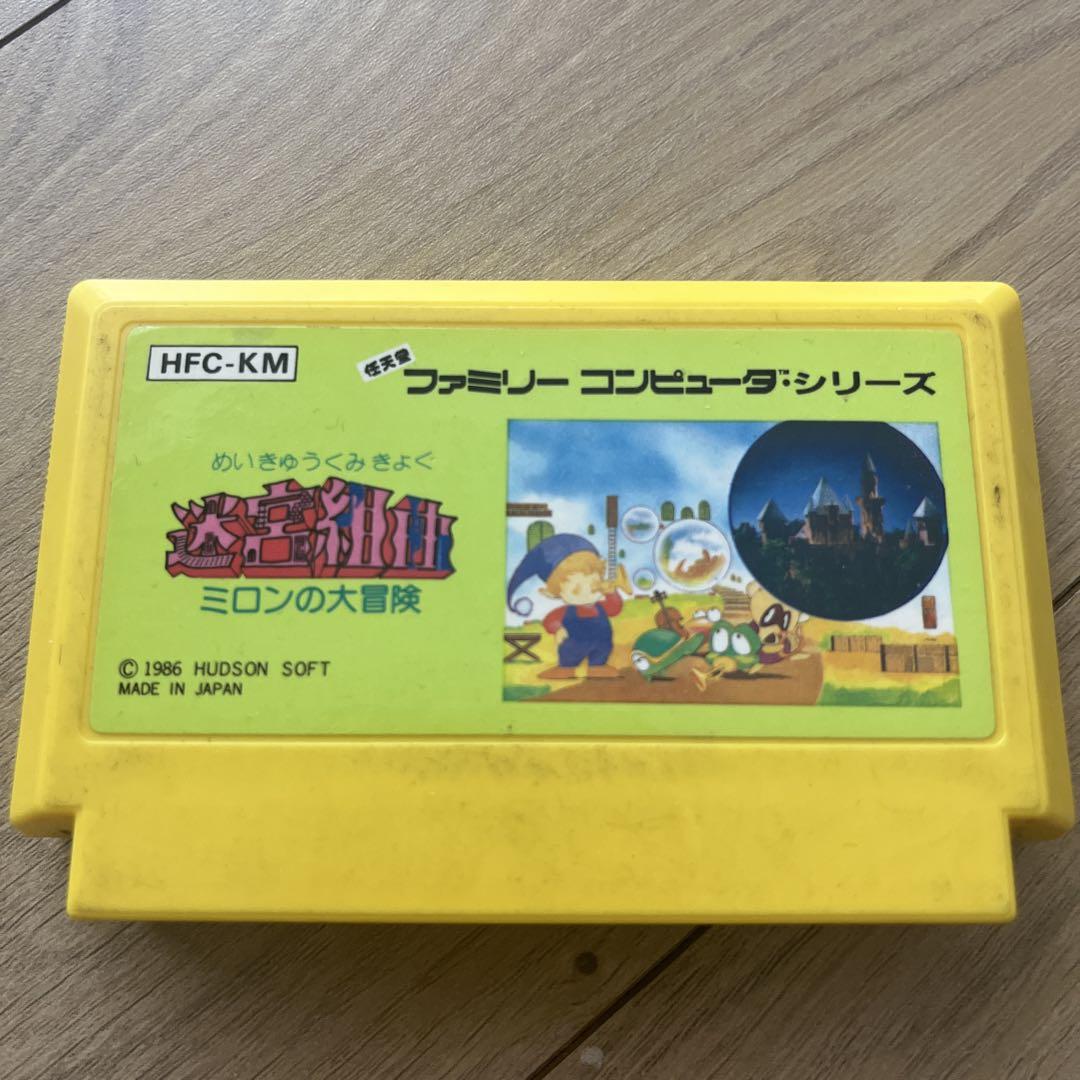 HFC-KM
任天堂
ファミリー コンピュータ™・シリーズ
めいきゅうくみきょく
迷宮組曲
ミロンの大冒険
© 1986 HUDSON SOFT
MADE IN JAPAN